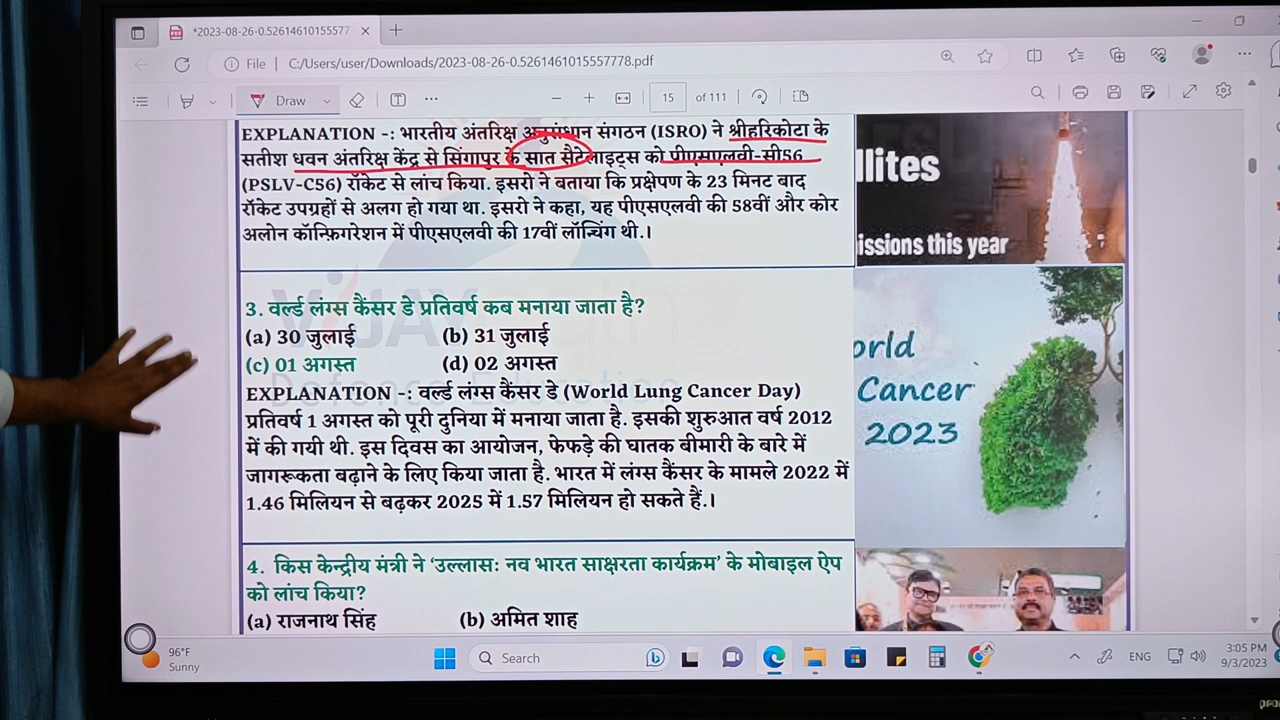 *2023-08-26-0.52614610155577
File | C:/Users/user/Downloads/2023-08-26-0.5261461015557778.pdf
Draw
15 of 111
EXPLANATION -: भारतीय अंतरिक्ष अनुसंधान संगठन (ISRO) ने श्रीहरिकोटा के
सतीश धवन अंतरिक्ष केंद्र से सिंगापुर के सात सैटेलाइट्स को पीएसएलवी-सी56
(PSLV-C56) रॉकेट से लांच किया. इसरो ने बताया कि प्रक्षेपण के 23 मिनट बाद
रॉकेट उपग्रहों से अलग हो गया था. इसरो ने कहा, यह पीएसएलवी की 58वीं और कोर
अलोन कॉन्फ़िगरेशन में पीएसएलवी की 17वीं लॉन्चिंग थी.।
llites
issions this year
3. वर्ल्ड लंग्स कैंसर डे प्रतिवर्ष कब मनाया जाता है?
(a) 30 जुलाई (b) 31 जुलाई
(c) 01 अगस्त (d) 02 अगस्त
EXPLANATION -: वर्ल्ड लंग्स कैंसर डे (World Lung Cancer Day)
प्रतिवर्ष 1 अगस्त को पूरी दुनिया में मनाया जाता है. इसकी शुरुआत वर्ष 2012
में की गयी थी. इस दिवस का आयोजन, फेफड़े की घातक बीमारी के बारे में
जागरूकता बढ़ाने के लिए किया जाता है. भारत में लंग्स कैंसर के मामले 2022 में
1.46 मिलियन से बढ़कर 2025 में 1.57 मिलियन हो सकते हैं.।
orld
Cancer
2023
4. किस केन्द्रीय मंत्री ने 'उल्लासः नव भारत साक्षरता कार्यक्रम' के मोबाइल ऐप
को लांच किया?
(a) राजनाथ सिंह (b) अमित शाह
96°F
Sunny
Search
ENG
3:05 PM
9/3/2023